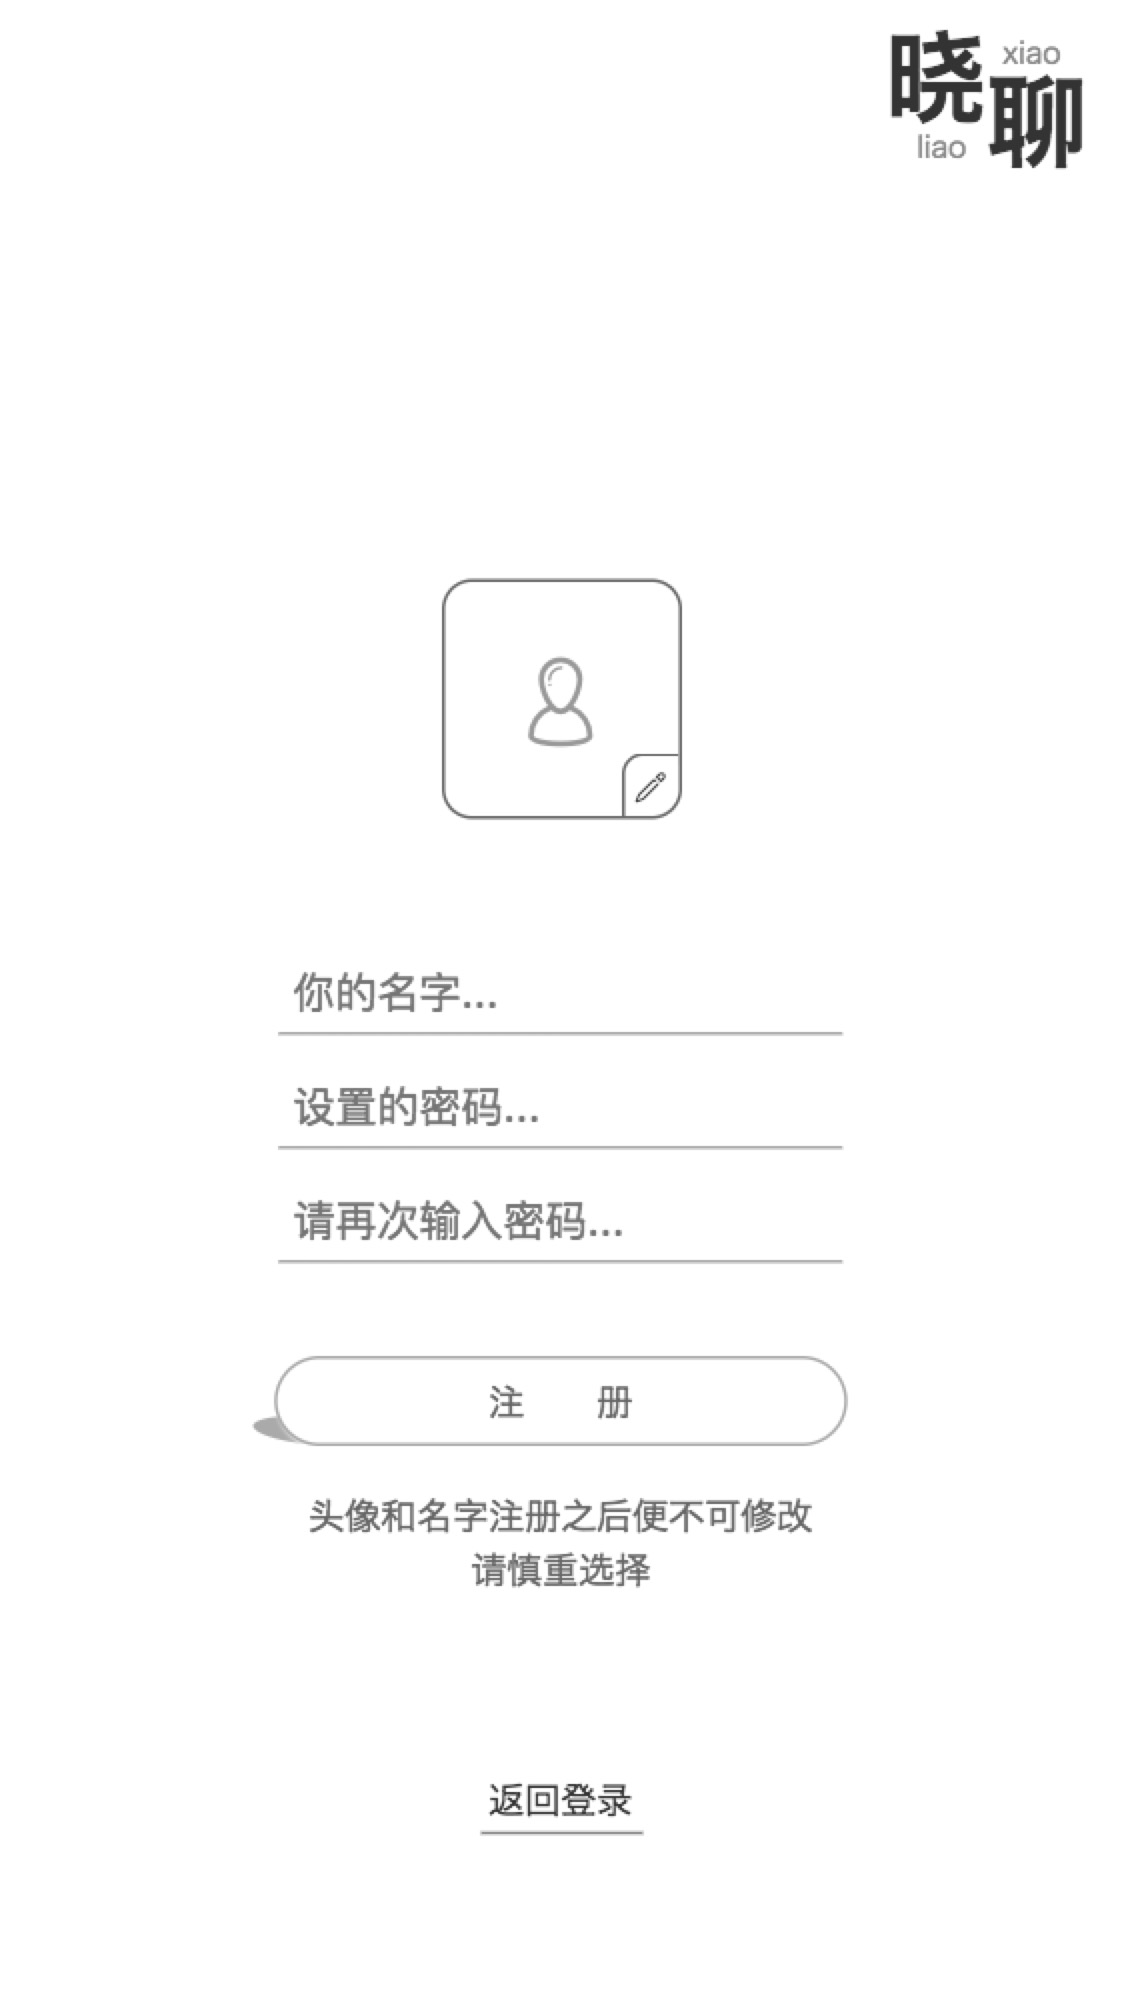 晓 xiao
liao 聊
你的名字...
设置的密码...
请再次输入密码...
注 册
头像和名字注册之后便不可修改
请慎重选择
返回登录